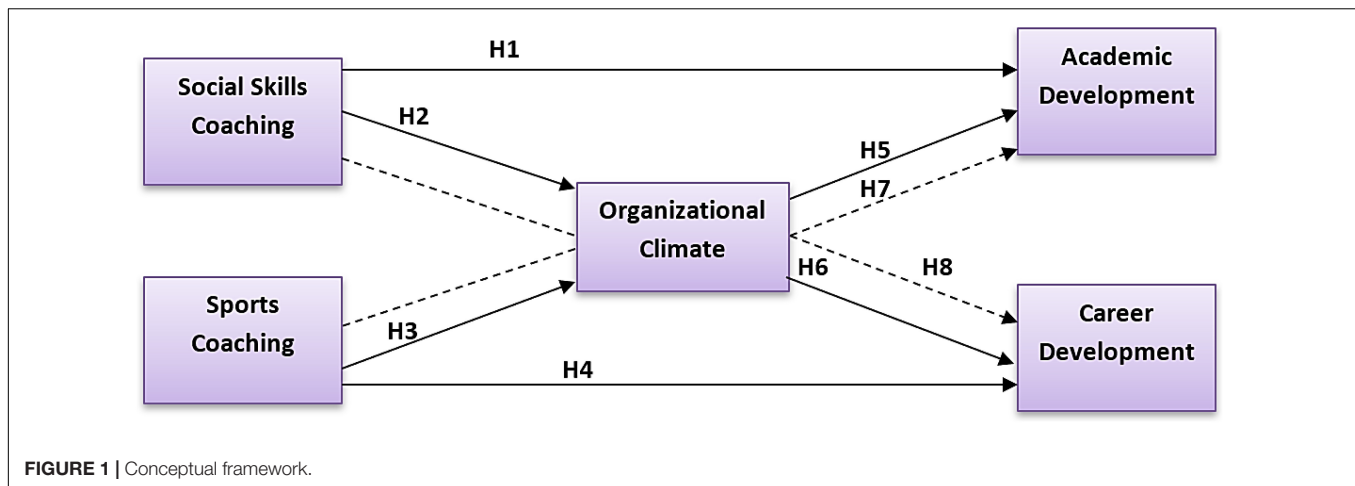 H1
Social Skills
Coaching
Academic
Development
H2
H5
H7
Organizational
Climate
H6
H8
Sports
Coaching
H3
H4
Career
Development
FIGURE 1 | Conceptual framework.